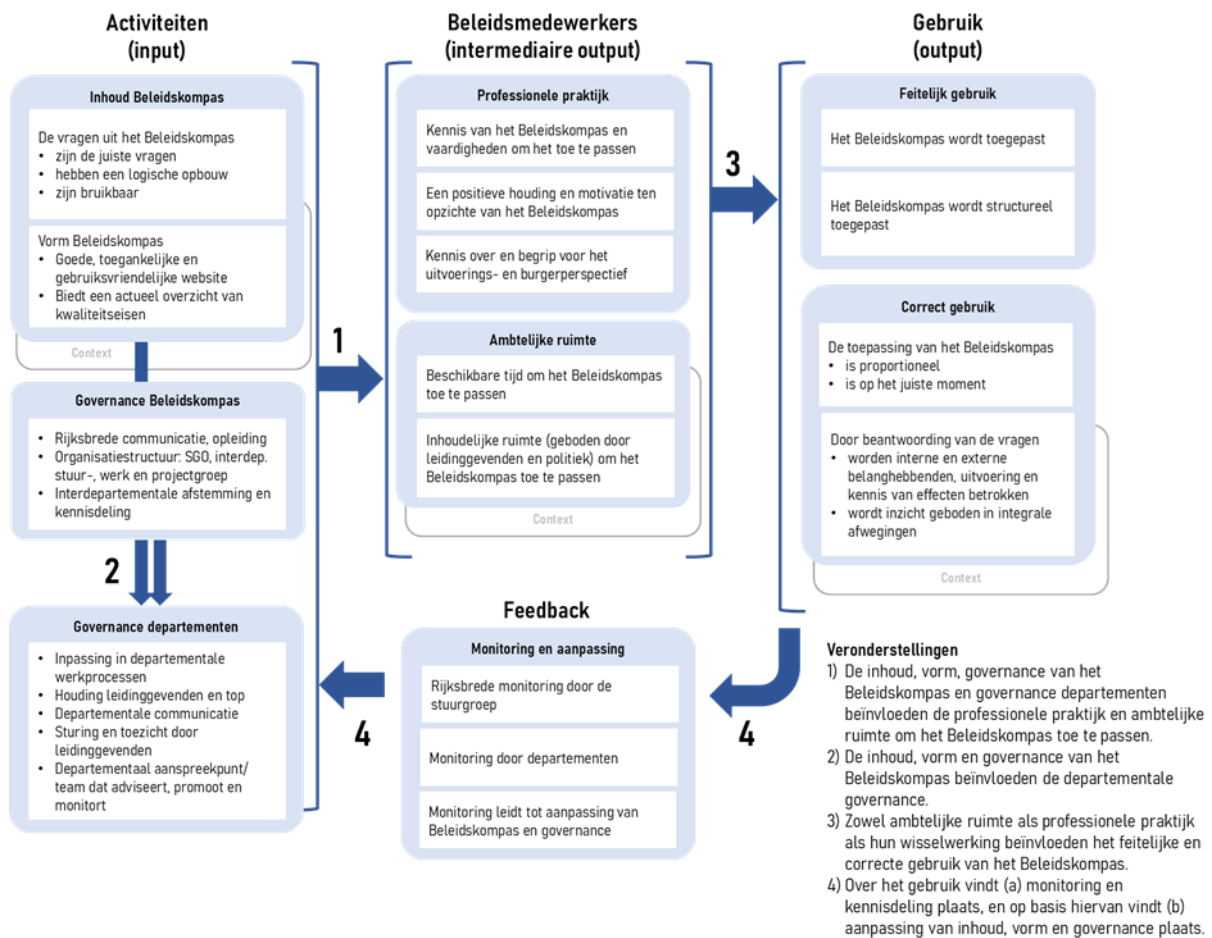 Activiteiten
(input)
Inhoud Beleidskompas
De vragen uit het Beleidskompas
• zijn de juiste vragen
• hebben een logische opbouw
• zijn bruikbaar
Vorm Beleidskompas
• Goede, toegankelijke en
gebruiksvriendelijke website
• Biedt een actueel overzicht van
kwaliteitseisen
Context
Governance Beleidskompas
• Rijksbrede communicatie, opleiding
• Organisatiestructuur: SGO, interdep.
stuur-, werk en projectgroep
• Interdepartementale afstemming en
kennisdeling
2
Governance departementen
• Inpassing in departementale
werkprocessen
• Houding leidinggevenden en top
• Departementale communicatie
• Sturing en toezicht door
leidinggevenden
• Departementaal aanspreekpunt/
team dat adviseert, promoot en
monitort
1
Beleidsmedewerkers
(intermediaire output)
Professionele praktijk
Kennis van het Beleidskompas en
vaardigheden om het toe te passen
Een positieve houding en motivatie ten
opzichte van het Beleidskompas
Kennis over en begrip voor het
uitvoerings- en burgerperspectief
Ambtelijke ruimte
Beschikbare tijd om het Beleidskompas
toe te passen
Inhoudelijke ruimte (geboden door
leidinggevenden en politiek) om het
Beleidskompas toe te passen
Context
3
Gebruik
(output)
Feitelijk gebruik
Het Beleidskompas wordt toegepast
Het Beleidskompas wordt structureel
toegepast
Correct gebruik
De toepassing van het Beleidskompas
• is proportioneel
• is op het juiste moment
Door beantwoording van de vragen
• worden interne en externe
belanghebbenden, uitvoering en
kennis van effecten betrokken
• wordt inzicht geboden in integrale
afwegingen
Context
4
Feedback
Monitoring en aanpassing
Rijksbrede monitoring door de
stuurgroep
Monitoring door departementen
Monitoring leidt tot aanpassing van
Beleidskompas en governance
4
Veronderstellingen
1) De inhoud, vorm, governance van het
Beleidskompas en governance departementen
beïnvloeden de professionele praktijk en ambtelijke
ruimte om het Beleidskompas toe te passen.
2) De inhoud, vorm en governance van het
Beleidskompas beïnvloeden de departementale
governance.
3) Zowel ambtelijke ruimte als professionele praktijk
als hun wisselwerking beïnvloeden het feitelijke en
correcte gebruik van het Beleidskompas.
4) Over het gebruik vindt (a) monitoring en
kennisdeling plaats, en op basis hiervan vindt (b)
aanpassing van inhoud, vorm en governance plaats.